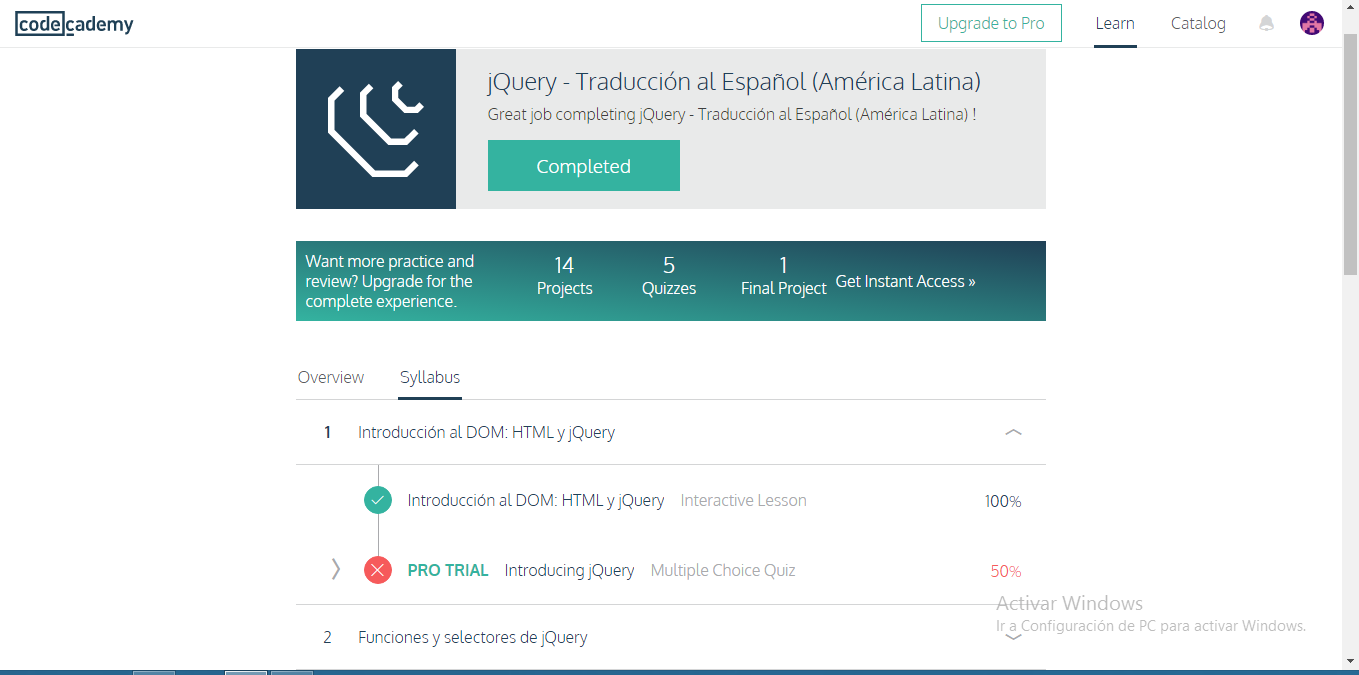 codecademy
Upgrade to Pro
Learn
Catalog
jQuery - Traducción al Español (América Latina)
Great job completing jQuery - Traducción al Español (América Latina) !
Completed
Want more practice and
review? Upgrade for the
complete experience.
14
Projects
5
Quizzes
1
Final Project
Get Instant Access »
Overview
Syllabus
1 Introducción al DOM: HTML y jQuery
Introducción al DOM: HTML y jQuery Interactive Lesson 100%
PRO TRIAL Introducing jQuery Multiple Choice Quiz 50%
Activar Windows
Ir a Configuración de PC para activar Windows.
2 Funciones y selectores de jQuery